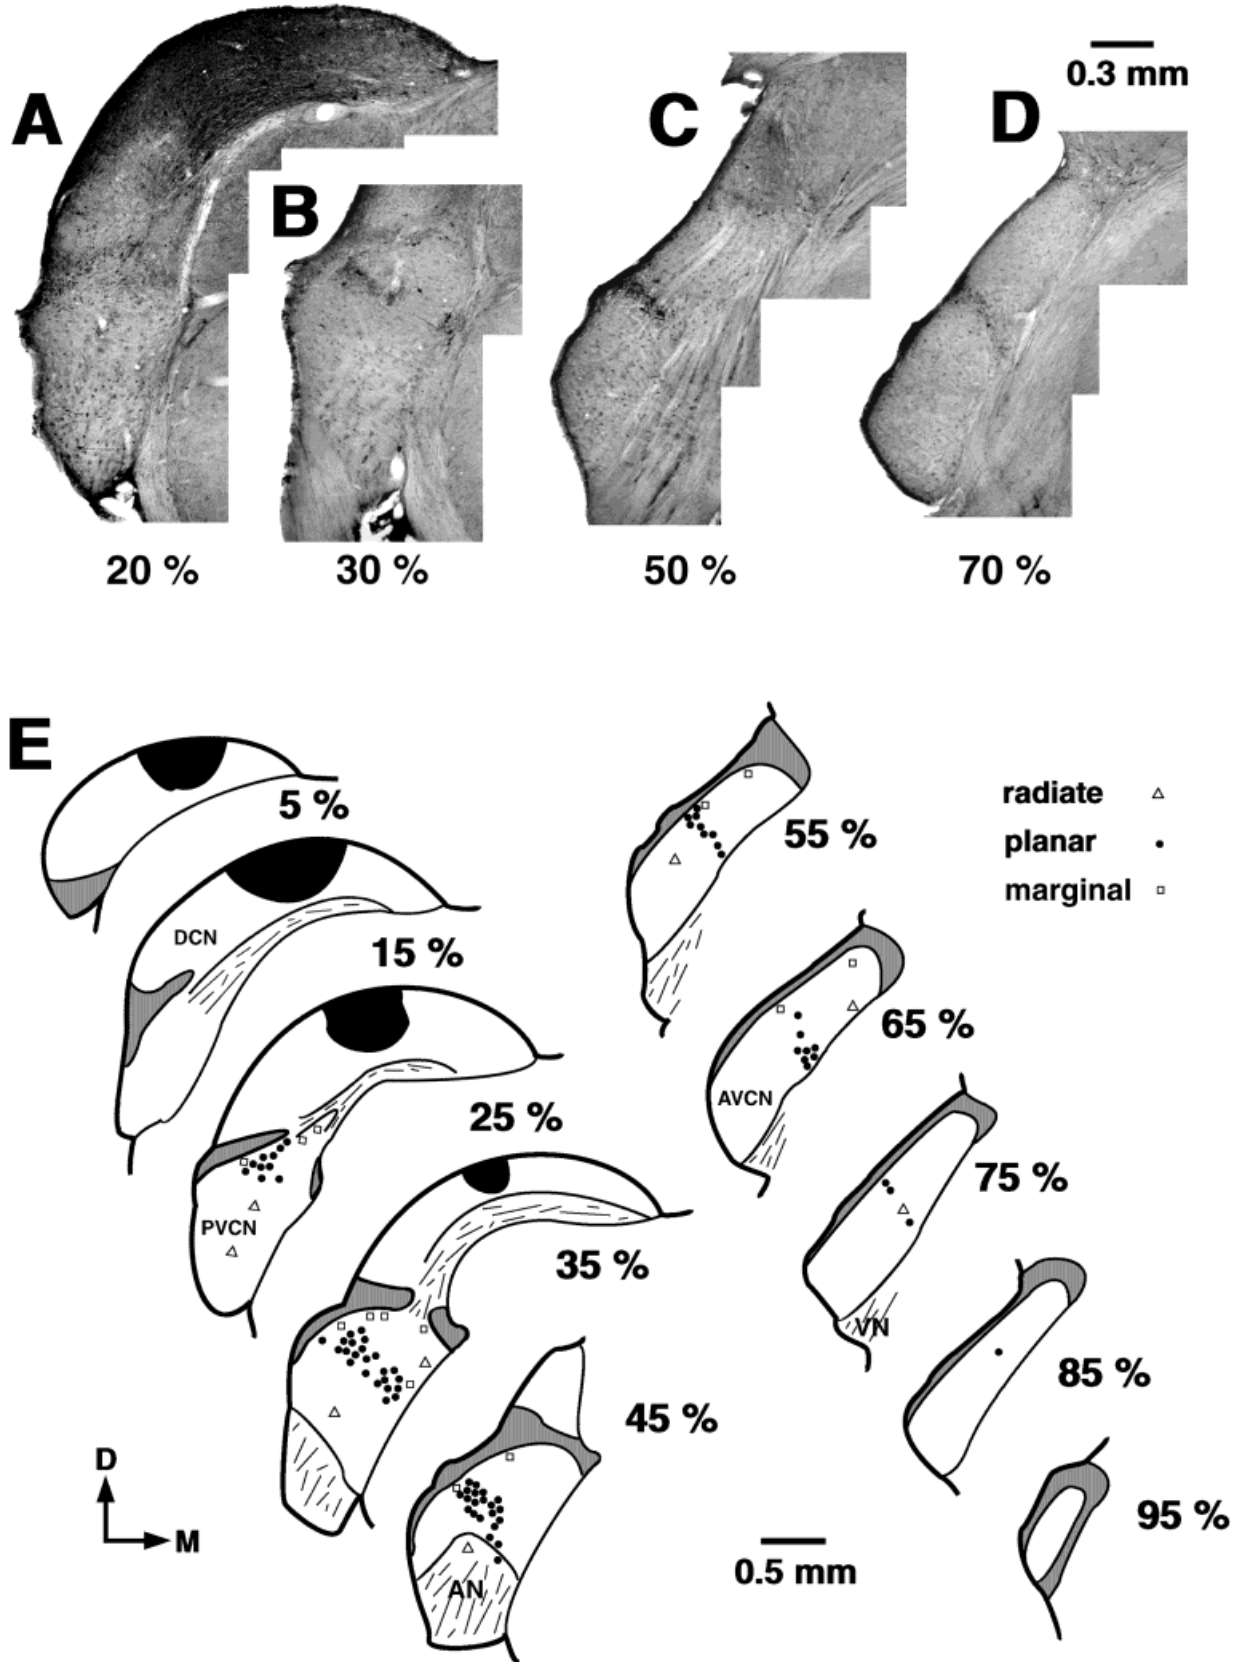 0.3 mm
A
B
C
D
20 %
30 %
50 %
70 %
E
5 %
DCN
15 %
25 %
PVCN
35 %
45 %
AN
D
M
55 %
radiate
planar
marginal
65 %
AVCN
75 %
VN
85 %
95 %
0.5 mm